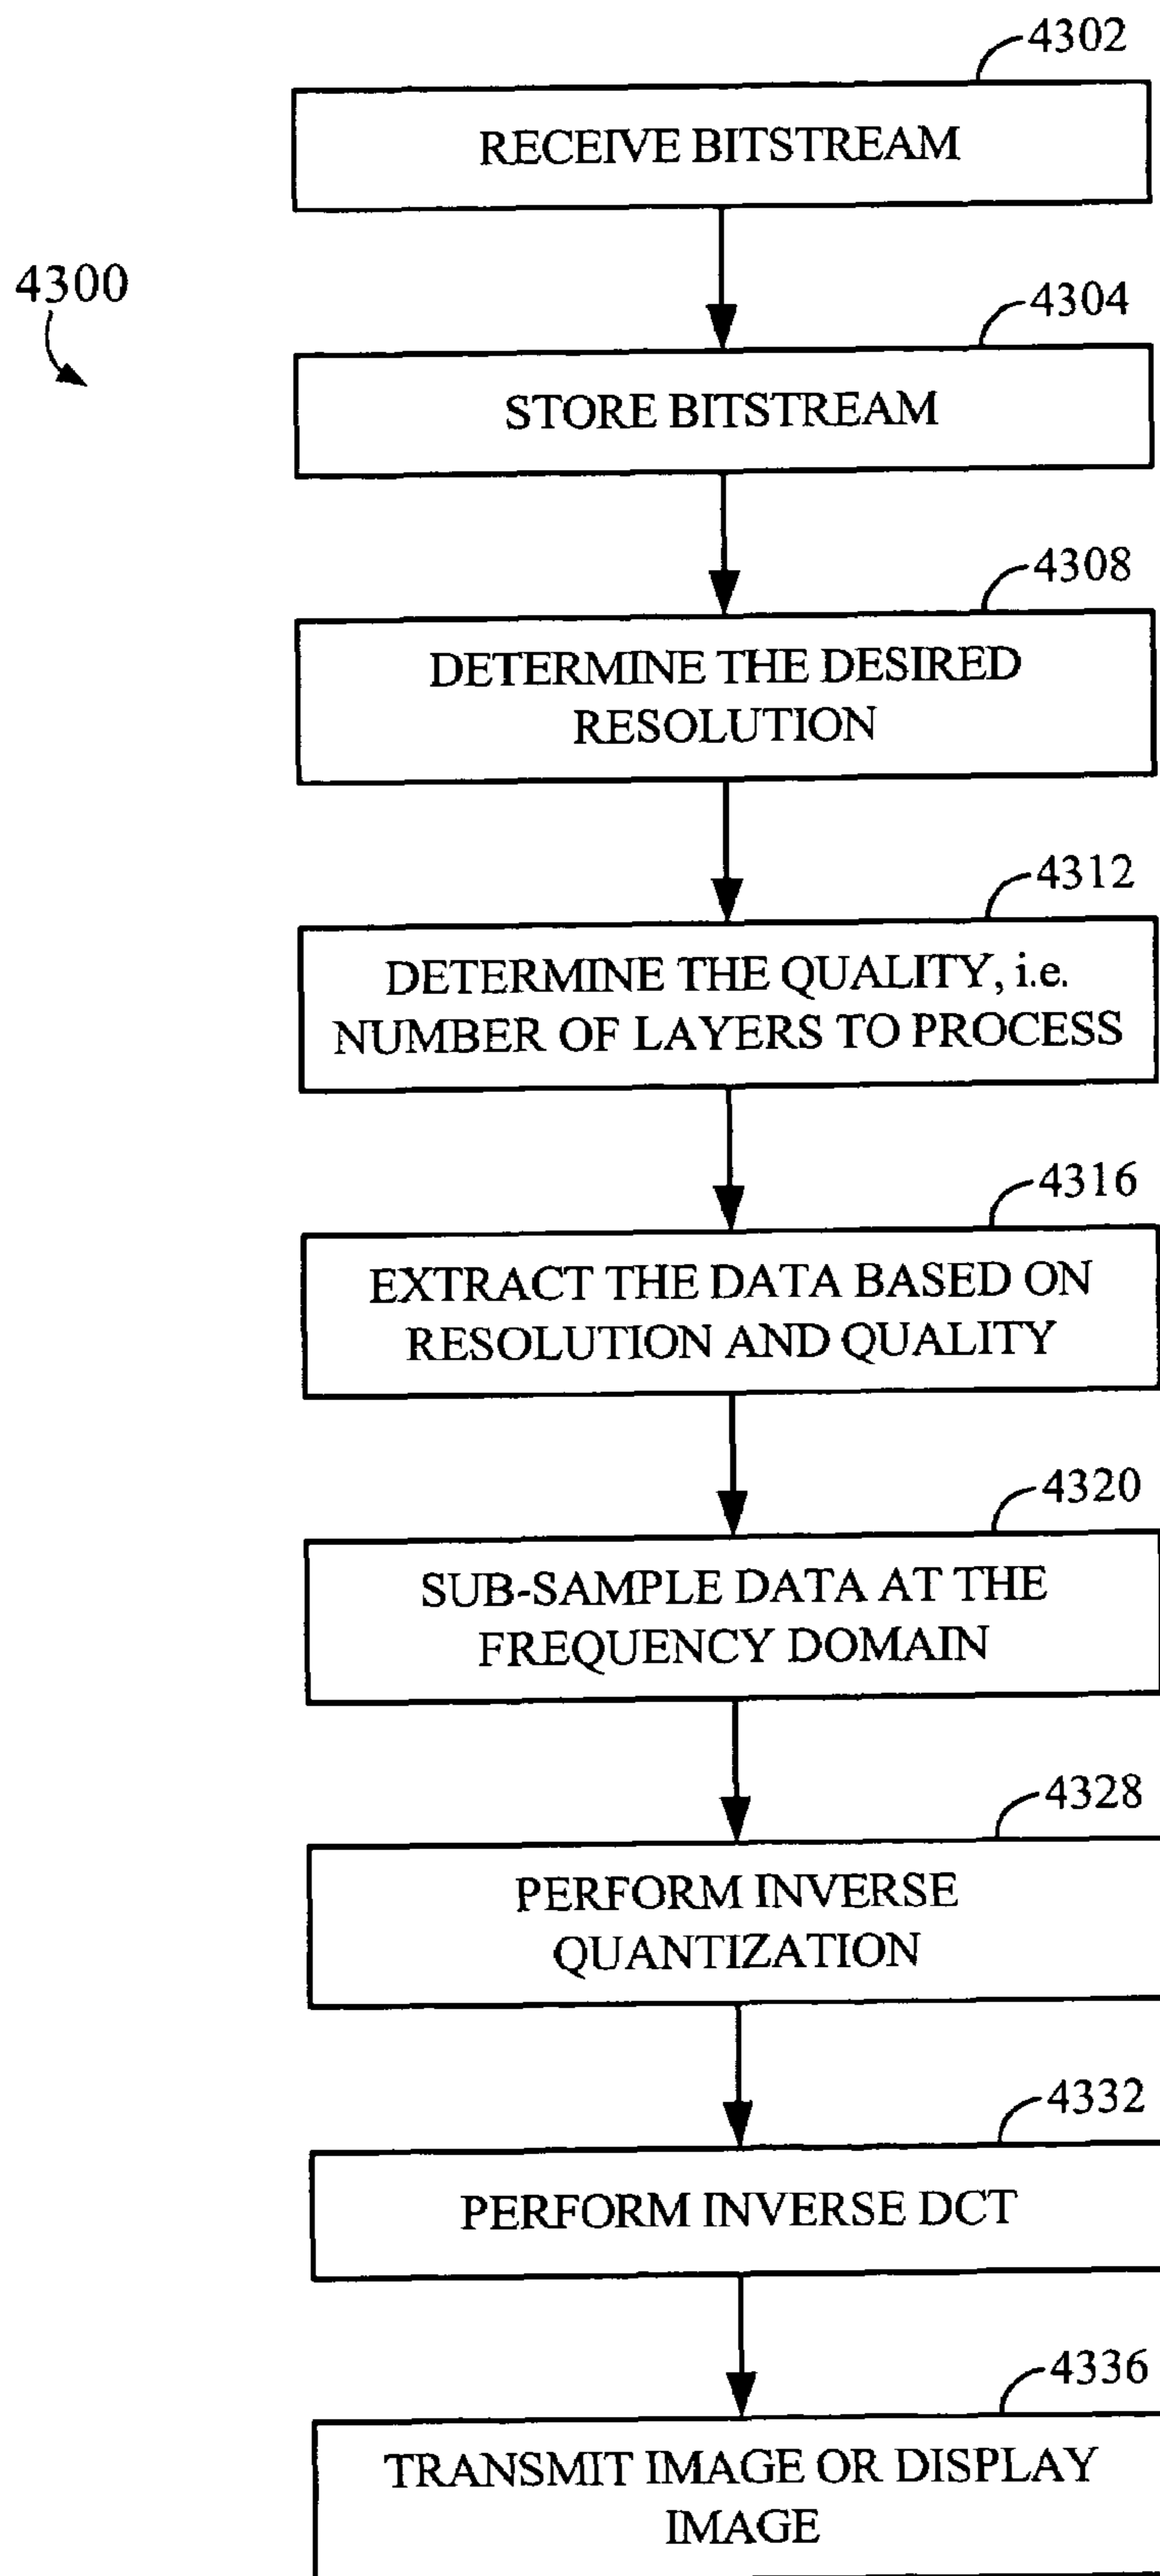 4302
RECEIVE BITSTREAM
4300
4304
STORE BITSTREAM
4308
DETERMINE THE DESIRED
RESOLUTION
4312
DETERMINE THE QUALITY, i.e.
NUMBER OF LAYERS TO PROCESS
4316
EXTRACT THE DATA BASED ON
RESOLUTION AND QUALITY
4320
SUB-SAMPLE DATA AT THE
FREQUENCY DOMAIN
4328
PERFORM INVERSE
QUANTIZATION
4332
PERFORM INVERSE DCT
4336
TRANSMIT IMAGE OR DISPLAY
IMAGE